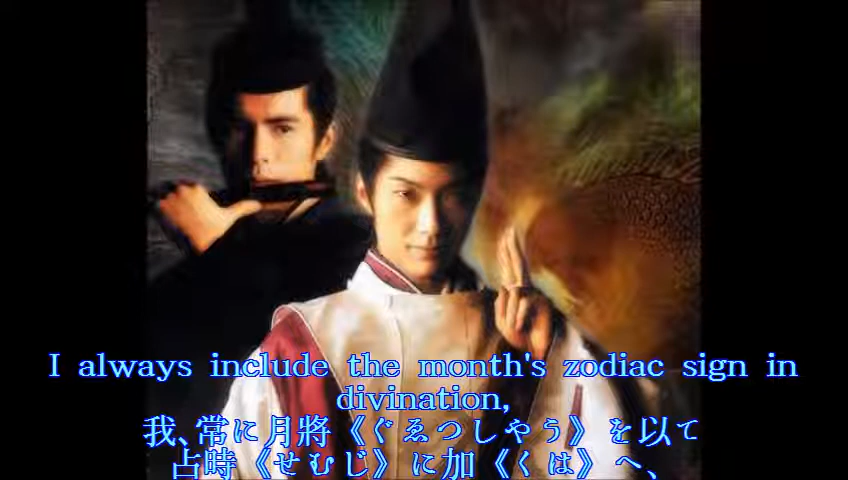 I always include the month's zodiac sign in
divination,
我、常に月將《ぐゑつしやう》を以て
占時《せむじ》に加《くは》へ、